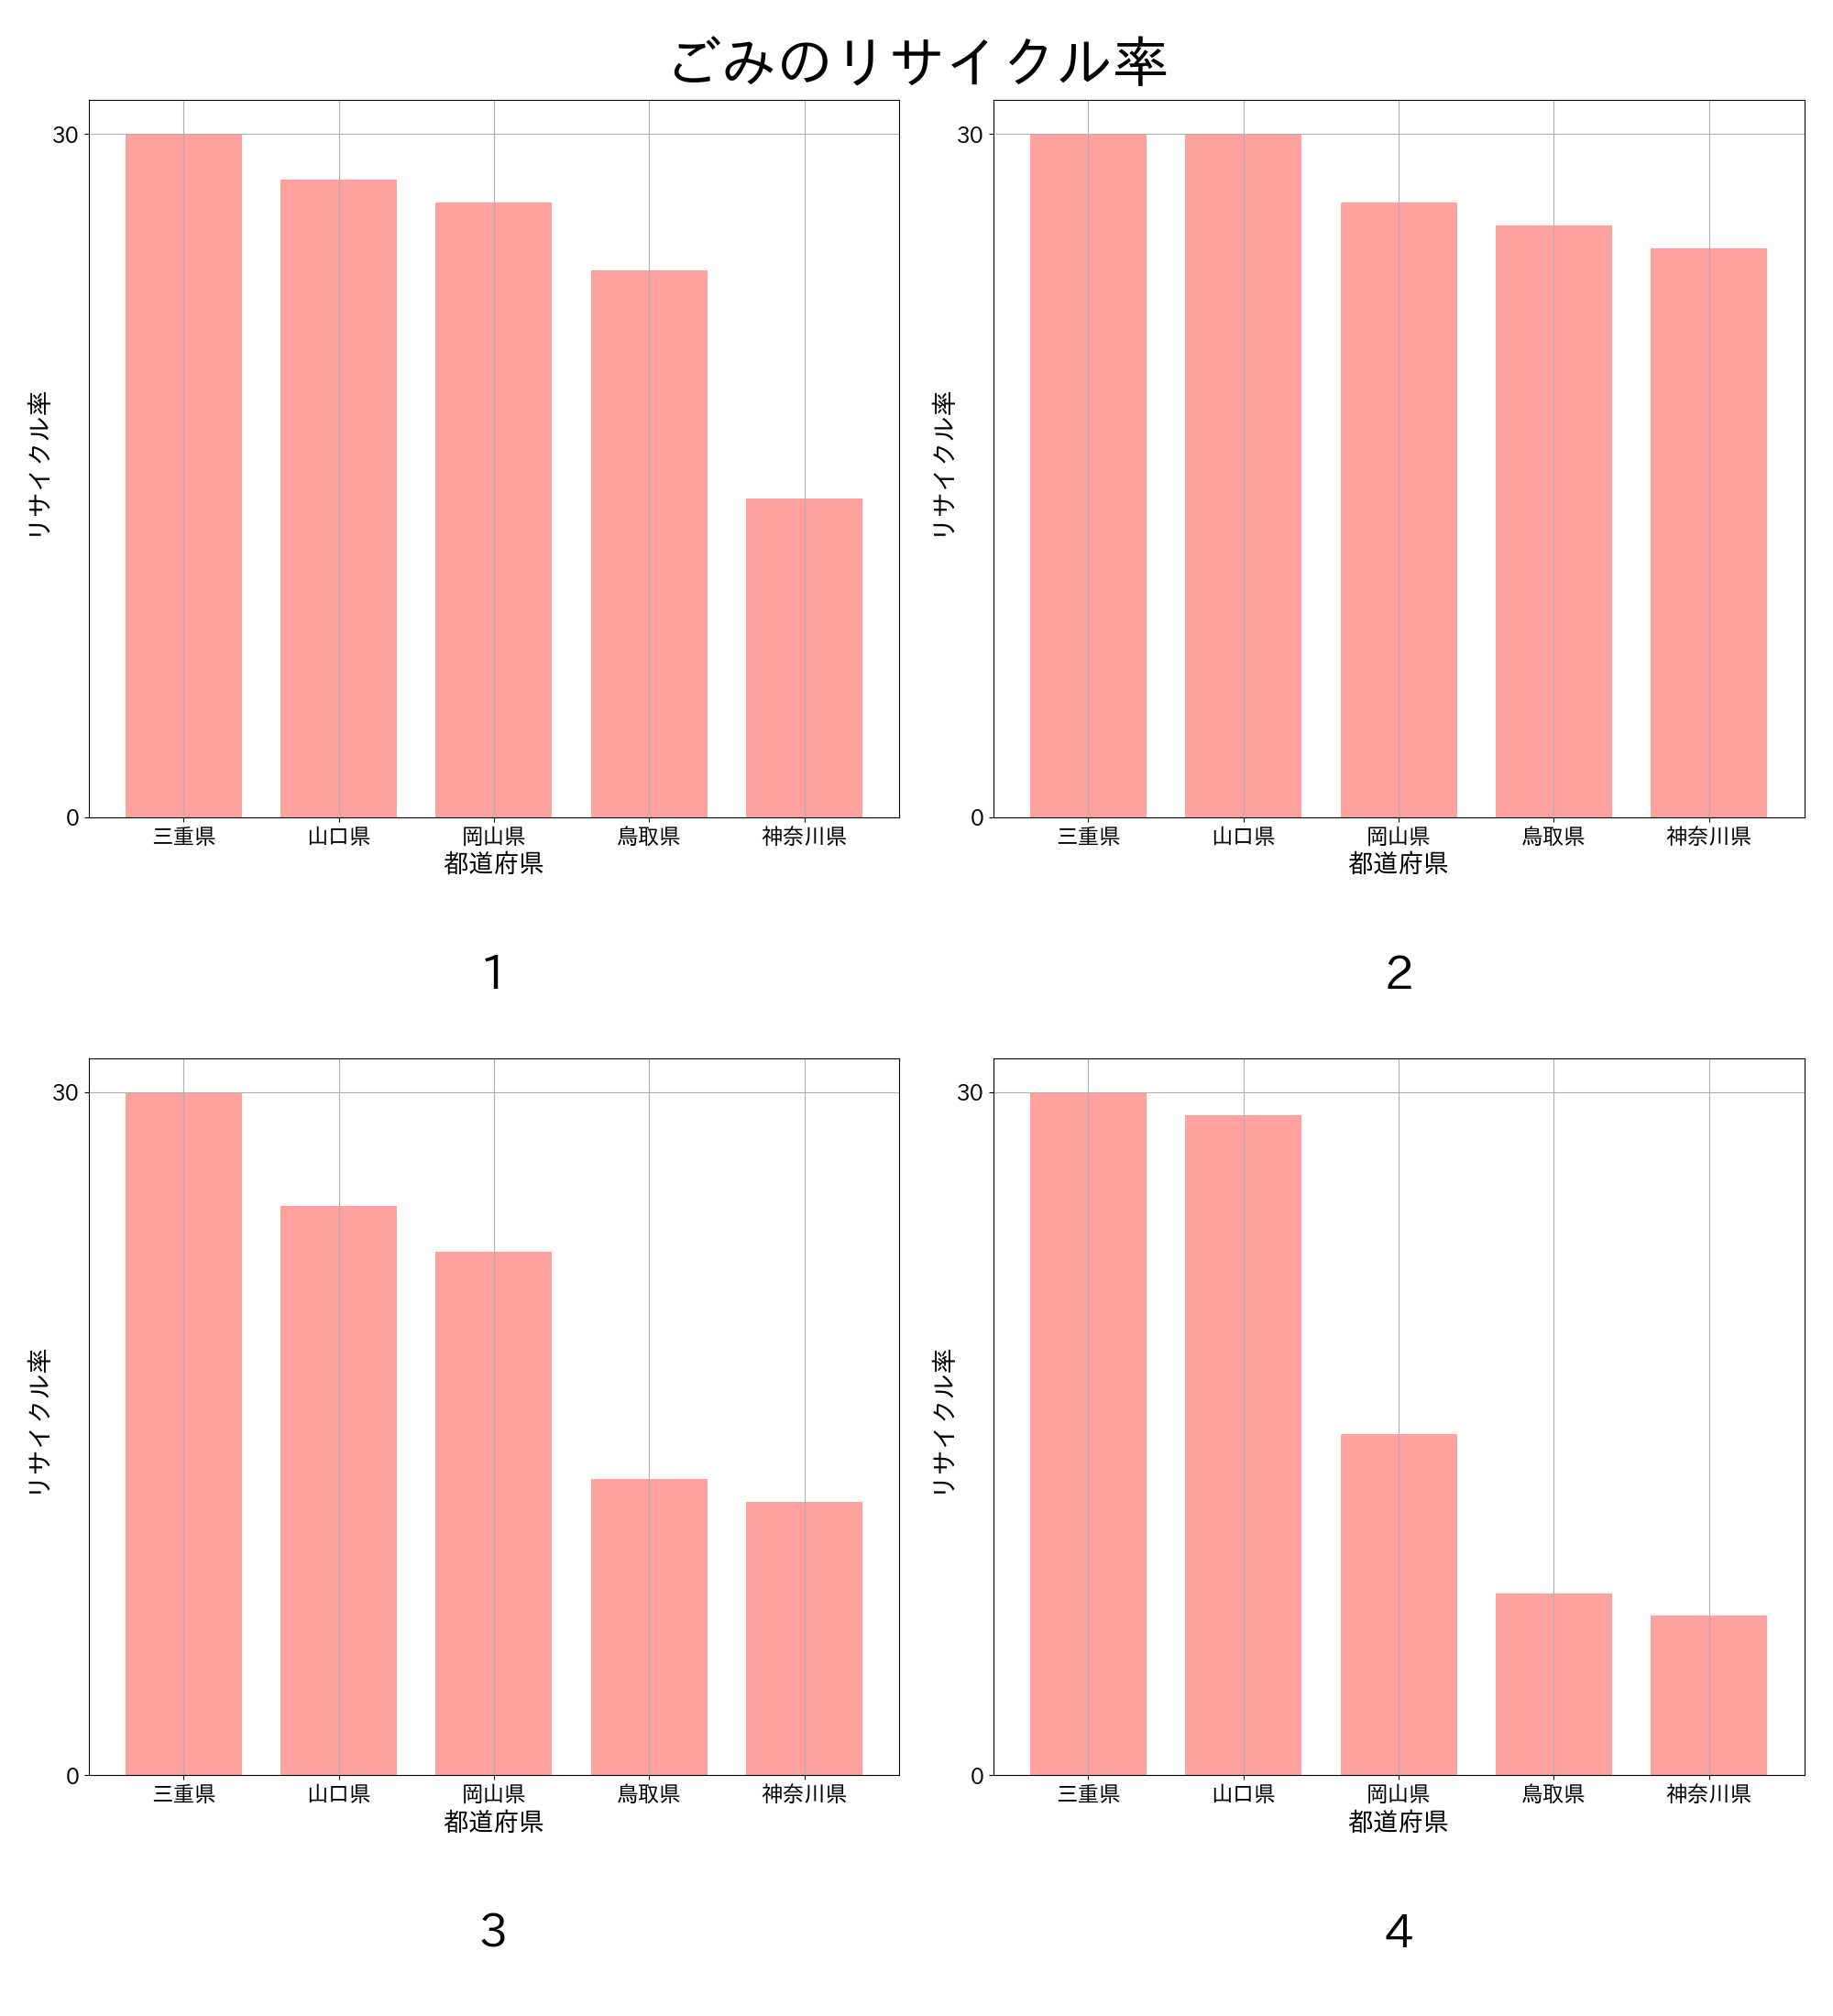 ごみのリサイクル率
30
0
リサイクル率
三重県 山口県 岡山県 鳥取県 神奈川県
都道府県
1
30
0
リサイクル率
三重県 山口県 岡山県 鳥取県 神奈川県
都道府県
2
30
0
リサイクル率
三重県 山口県 岡山県 鳥取県 神奈川県
都道府県
3
30
0
リサイクル率
三重県 山口県 岡山県 鳥取県 神奈川県
都道府県
4